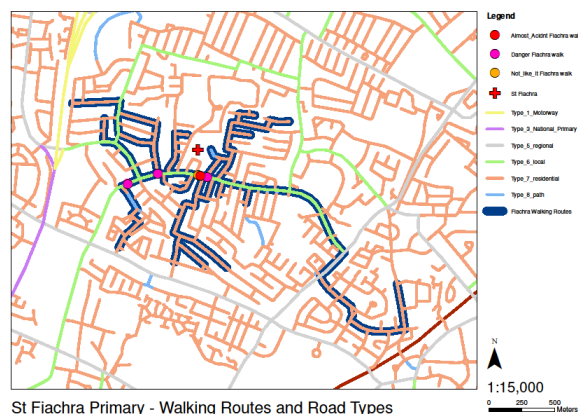 Legend
Almost_Acidnt Fiachra walk
Danger Fiachra walk
Not_like_it Fiachra walk
St Fiachra
Type_1_Motorway
Type_3_National_Primary
Type_5_regional
Type_6_local
Type_7_residential
Type_8_path
Fiachra Walking Routes
N
1:15,000
0 250 500
Meters
St Fiachra Primary - Walking Routes and Road Types